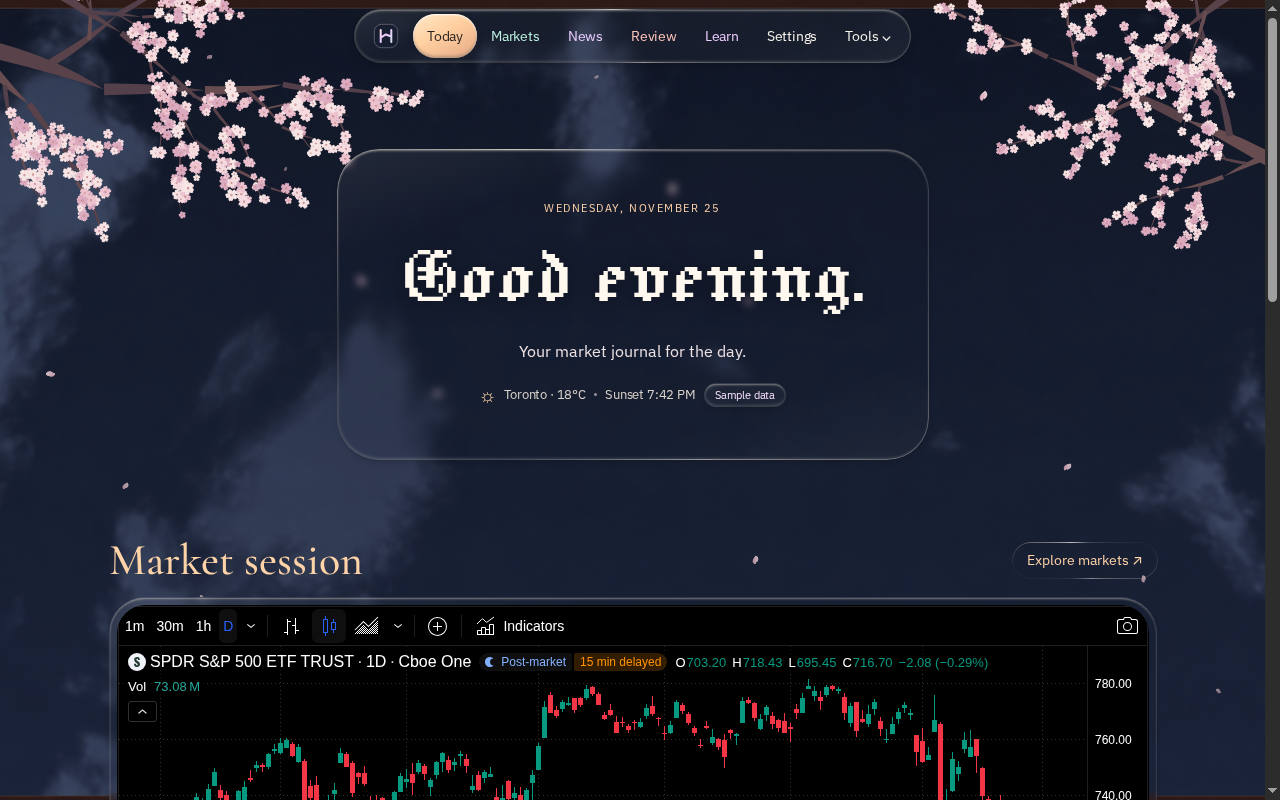 Today Markets News Review Learn Settings Tools
WEDNESDAY, NOVEMBER 25
Good evening.
Your market journal for the day.
Toronto · 18°C • Sunset 7:42 PM Sample data
Market session
Explore markets ↗
1m 30m 1h D Indicators
SPDR S&P 500 ETF TRUST · 1D · Cboe One Post-market 15 min delayed O703.20 H718.43 L695.45 C716.70 −2.08 (−0.29%)
Vol 73.08 M
780.00
760.00
740.00